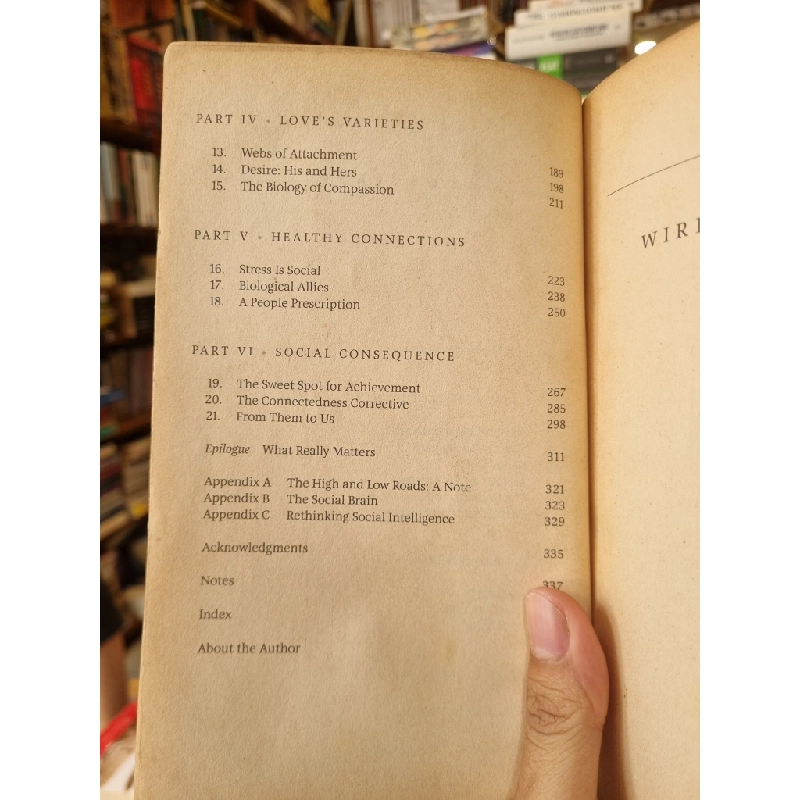 PART IV • LOVE'S VARIETIES
13. Webs of Attachment 189
14. Desire: His and Hers 198
15. The Biology of Compassion 211
PART V • HEALTHY CONNECTIONS
16. Stress Is Social 223
17. Biological Allies 238
18. A People Prescription 250
PART VI • SOCIAL CONSEQUENCE
19. The Sweet Spot for Achievement 267
20. The Connectedness Corrective 285
21. From Them to Us 298
Epilogue What Really Matters 311
Appendix A The High and Low Roads: A Note 321
Appendix B The Social Brain 323
Appendix C Rethinking Social Intelligence 329
Acknowledgments 335
Notes 337
Index
About the Author